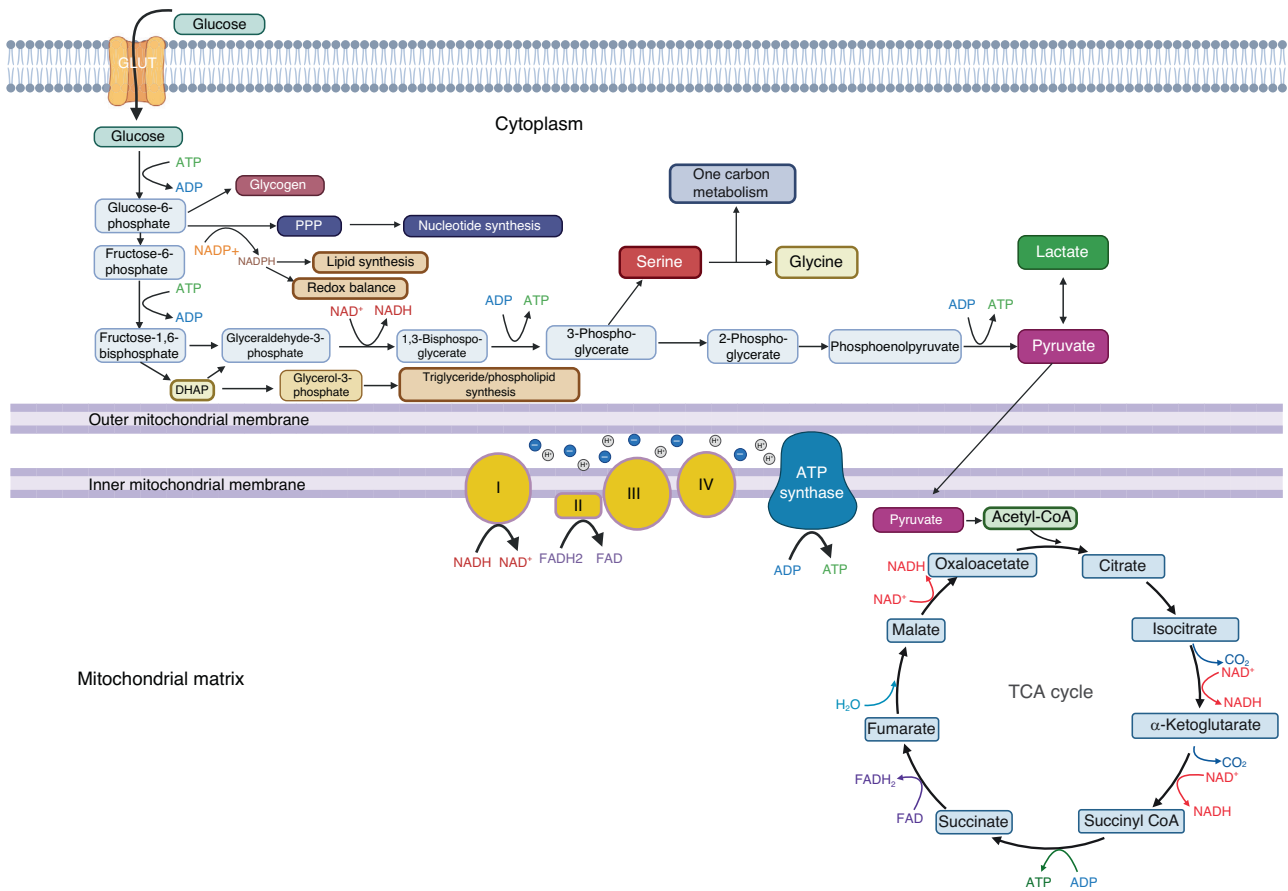 Glucose
GLUT
Cytoplasm
Glucose
ATP
ADP
Glucose-6-
phosphate
Glycogen
PPP
Nucleotide synthesis
NADP+
NADPH
Lipid synthesis
Redox balance
Fructose-6-
phosphate
ATP
ADP
Fructose-1,6-
bisphosphate
Glyceraldehyde-3-
phosphate
NAD⁺
NADH
1,3-Bisphospo-
glycerate
ADP
ATP
3-Phospho-
glycerate
One carbon
metabolism
Serine
Glycine
2-Phospho-
glycerate
Phosphoenolpyruvate
ADP
ATP
Lactate
Pyruvate
DHAP
Glycerol-3-
phosphate
Triglyceride/phospholipid
synthesis
Outer mitochondrial membrane
Inner mitochondrial membrane
–
H⁺
–
H⁺
–
H⁺
–
–
H⁺
–
H⁺
H⁺
I
II
III
IV
ATP
synthase
NADH
NAD⁺
FADH2
FAD
ADP
ATP
Pyruvate
Acetyl-CoA
Oxaloacetate
Citrate
Isocitrate
CO₂
NAD⁺
NADH
α-Ketoglutarate
CO₂
NAD⁺
NADH
Succinyl CoA
ADP
ATP
Succinate
FAD
FADH₂
Fumarate
H₂O
Malate
NAD⁺
NADH
TCA cycle
Mitochondrial matrix